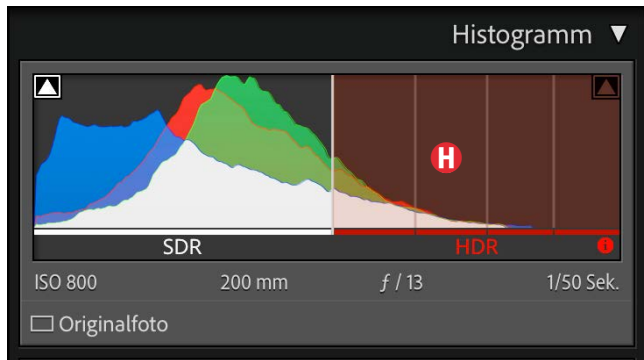 Histogramm
H
SDR HDR
ISO 800 200 mm ƒ / 13 1/50 Sek.
Originalfoto